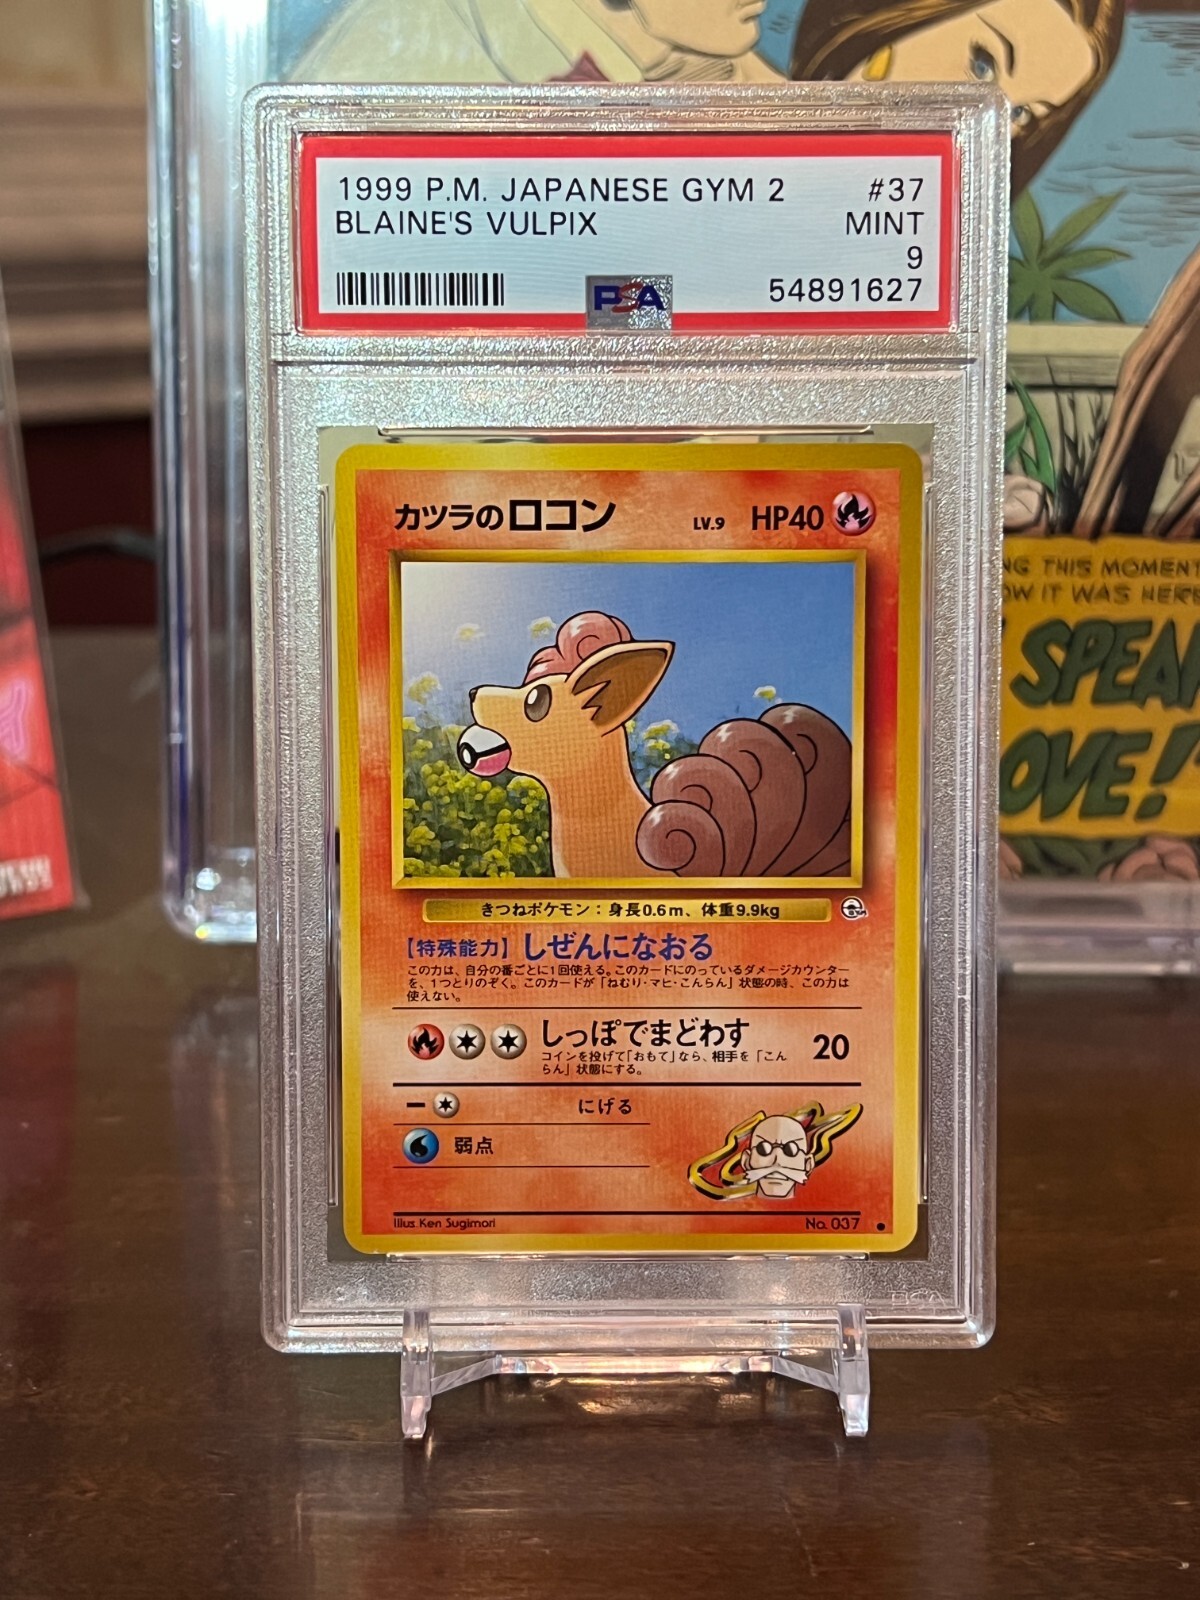 1999 P.M. JAPANESE GYM 2 #37
BLAINE'S VULPIX MINT
9
PSA 54891627
カツラのロコン LV.9 HP40
きつねポケモン：身長0.6m、体重9.9kg
【特殊能力】しぜんになおる
この力は、自分の番ごとに1回使える。このカードにのっているダメージカウンター
を、1つとりのぞく。このカードが「ねむり・マヒ・こんらん」状態の時、この力は
使えない。
しっぽでまどわす 20
コインを投げて「おもて」なら、相手を「こん
らん」状態にする。
ー にげる
弱点
Illus. Ken Sugimori No. 037 ●
PSA
THIS MOMENT
IT WAS HERE
SPEA
OVE!